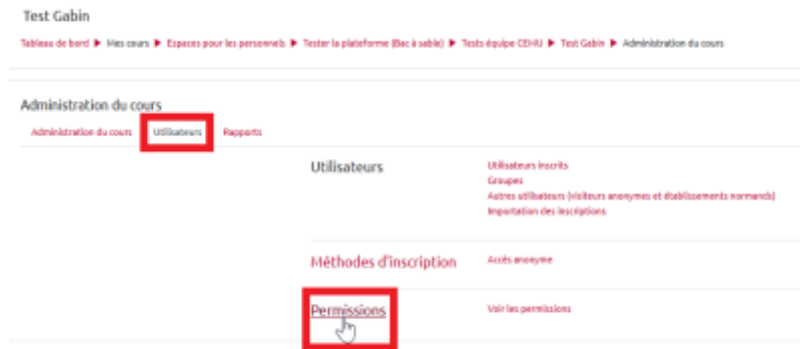 Test Gabin
Tableau de bord ▶ Mes cours ▶ Espaces pour les personnels ▶ Tester la plateforme (Bac à sable) ▶ Tests équipe CEHU ▶ Test Gabin ▶ Administration du cours
Administration du cours
Administration du cours Utilisateurs Rapports
Utilisateurs
Utilisateurs inscrits
Groupes
Autres utilisateurs (visiteurs anonymes et établissements normands)
Importation des inscriptions
Méthodes d'inscription Accès anonyme
Permissions Voir les permissions